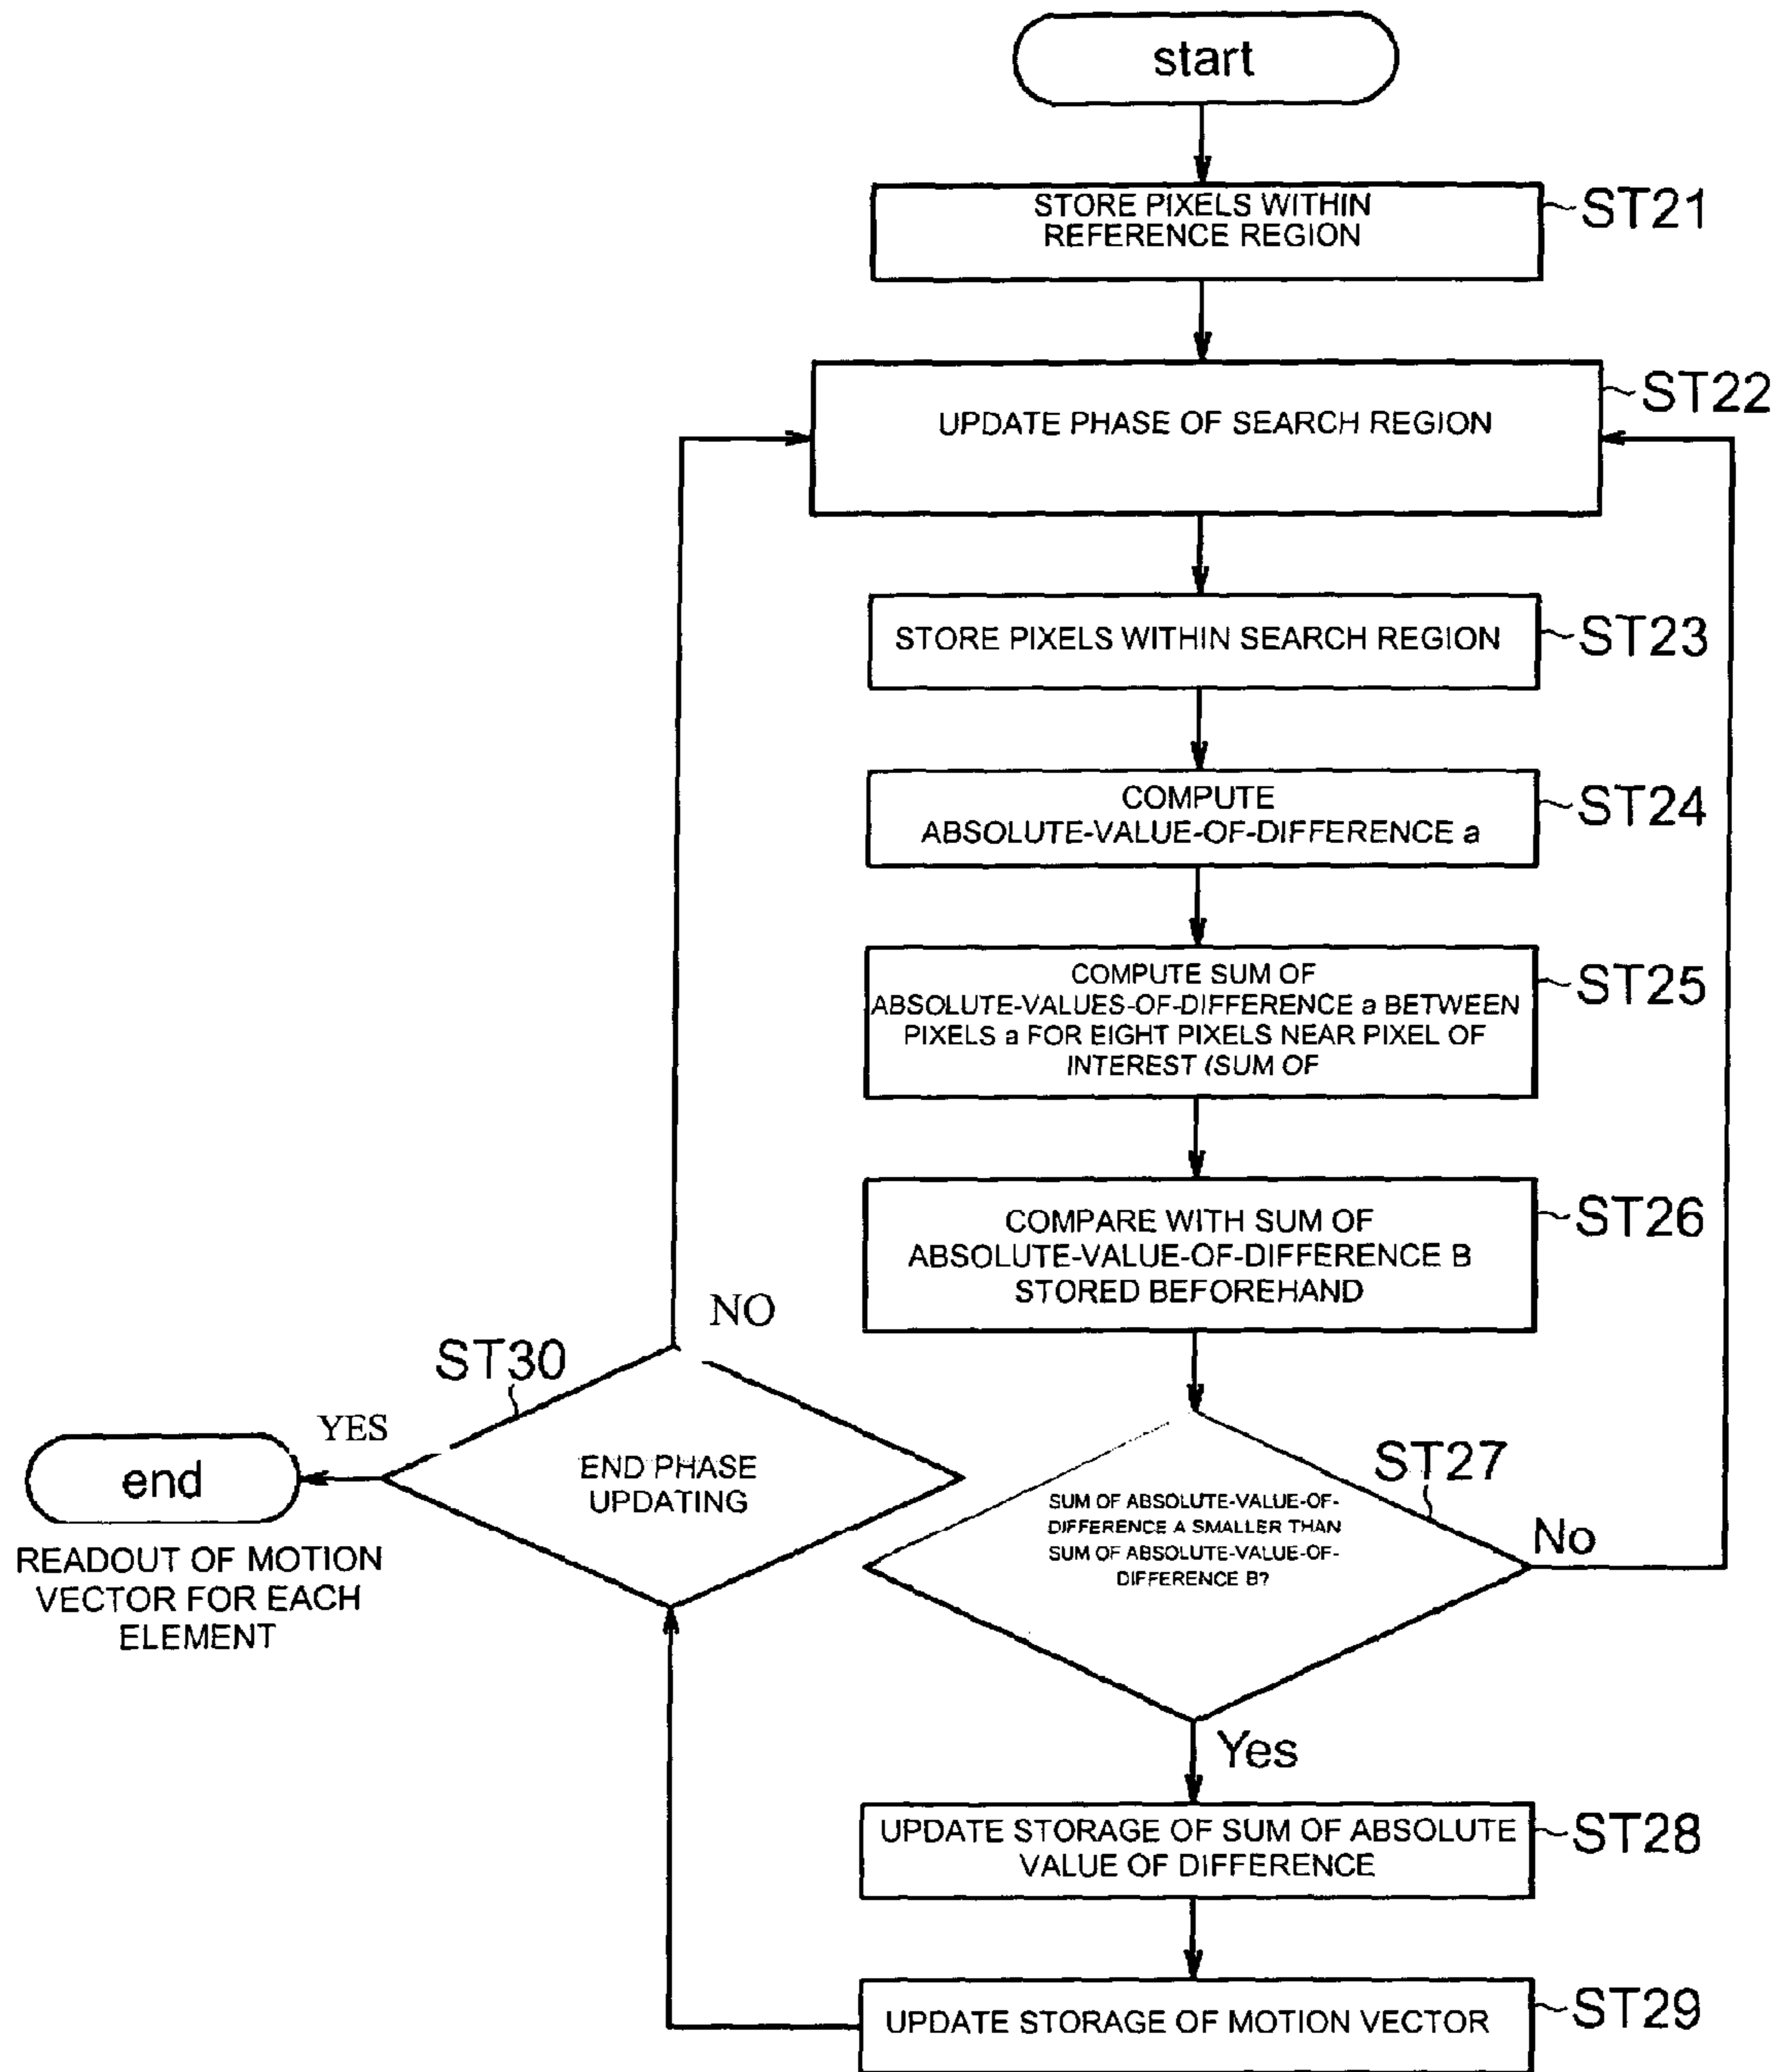 start
STORE PIXELS WITHIN
REFERENCE REGION
ST21
UPDATE PHASE OF SEARCH REGION
ST22
STORE PIXELS WITHIN SEARCH REGION
ST23
COMPUTE
ABSOLUTE-VALUE-OF-DIFFERENCE a
ST24
COMPUTE SUM OF
ABSOLUTE-VALUES-OF-DIFFERENCE a BETWEEN
PIXELS a FOR EIGHT PIXELS NEAR PIXEL OF
INTEREST (SUM OF
ST25
COMPARE WITH SUM OF
ABSOLUTE-VALUE-OF-DIFFERENCE B
STORED BEFOREHAND
ST26
NO
ST30
YES
END PHASE
UPDATING
end
READOUT OF MOTION
VECTOR FOR EACH
ELEMENT
ST27
SUM OF ABSOLUTE-VALUE-OF-
DIFFERENCE A SMALLER THAN
SUM OF ABSOLUTE-VALUE-OF-
DIFFERENCE B?
No
Yes
UPDATE STORAGE OF SUM OF ABSOLUTE
VALUE OF DIFFERENCE
ST28
UPDATE STORAGE OF MOTION VECTOR
ST29